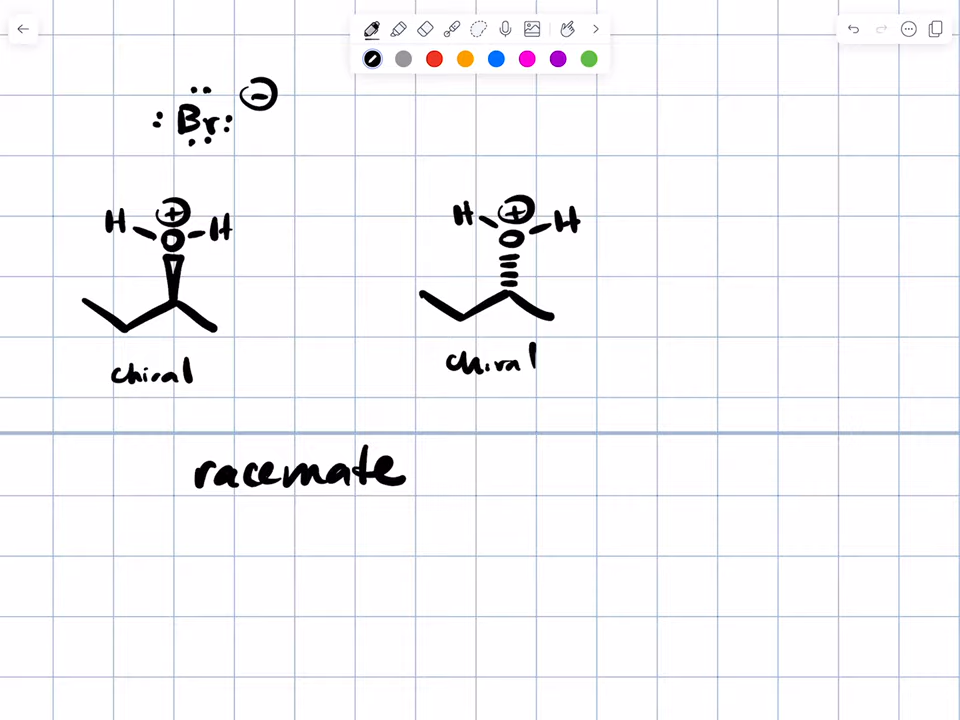 :Br: ⊖
H ⊕ H
O
H ⊕ H
O
chiral
chiral
racemate